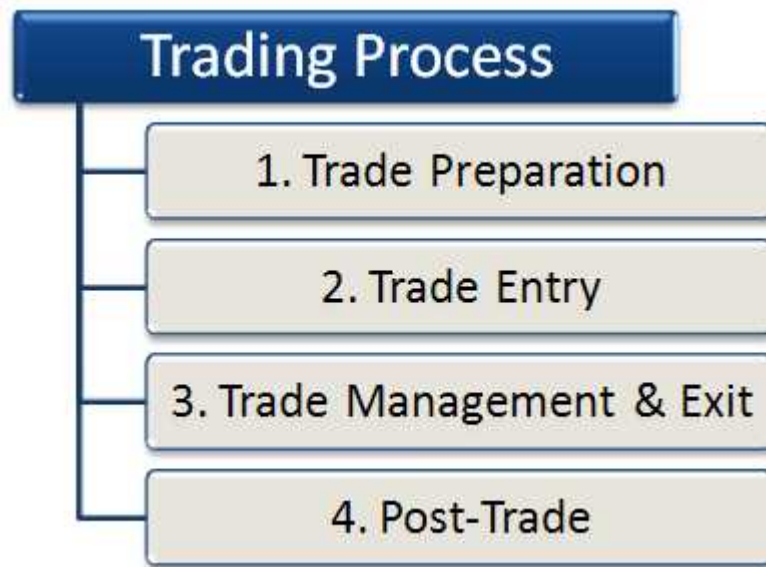 Trading Process
1. Trade Preparation
2. Trade Entry
3. Trade Management & Exit
4. Post-Trade